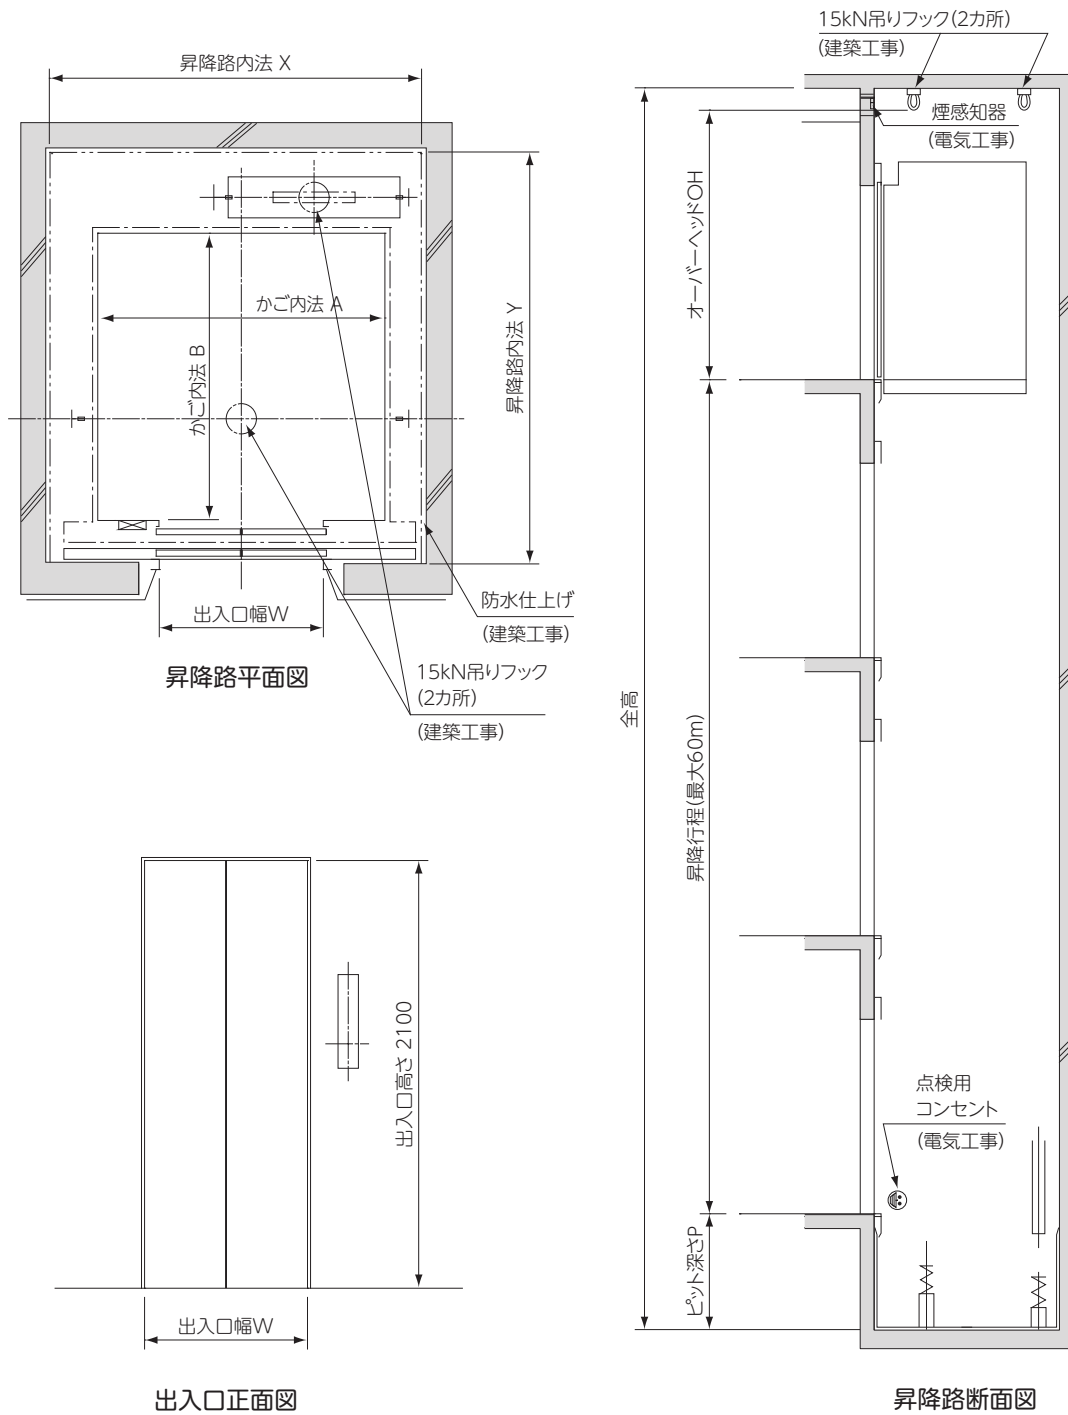 昇降路内法 X
かご内法 A
かご内法 B
昇降路内法 Y
出入口幅W
防水仕上げ
(建築工事)
昇降路平面図
15kN吊りフック
(2カ所)
(建築工事)
出入口高さ 2100
出入口幅W
出入口正面図
15kN吊りフック(2カ所)
(建築工事)
煙感知器
(電気工事)
オーバーヘッドOH
全高
昇降行程(最大60m)
点検用
コンセント
(電気工事)
ピット深さP
昇降路断面図